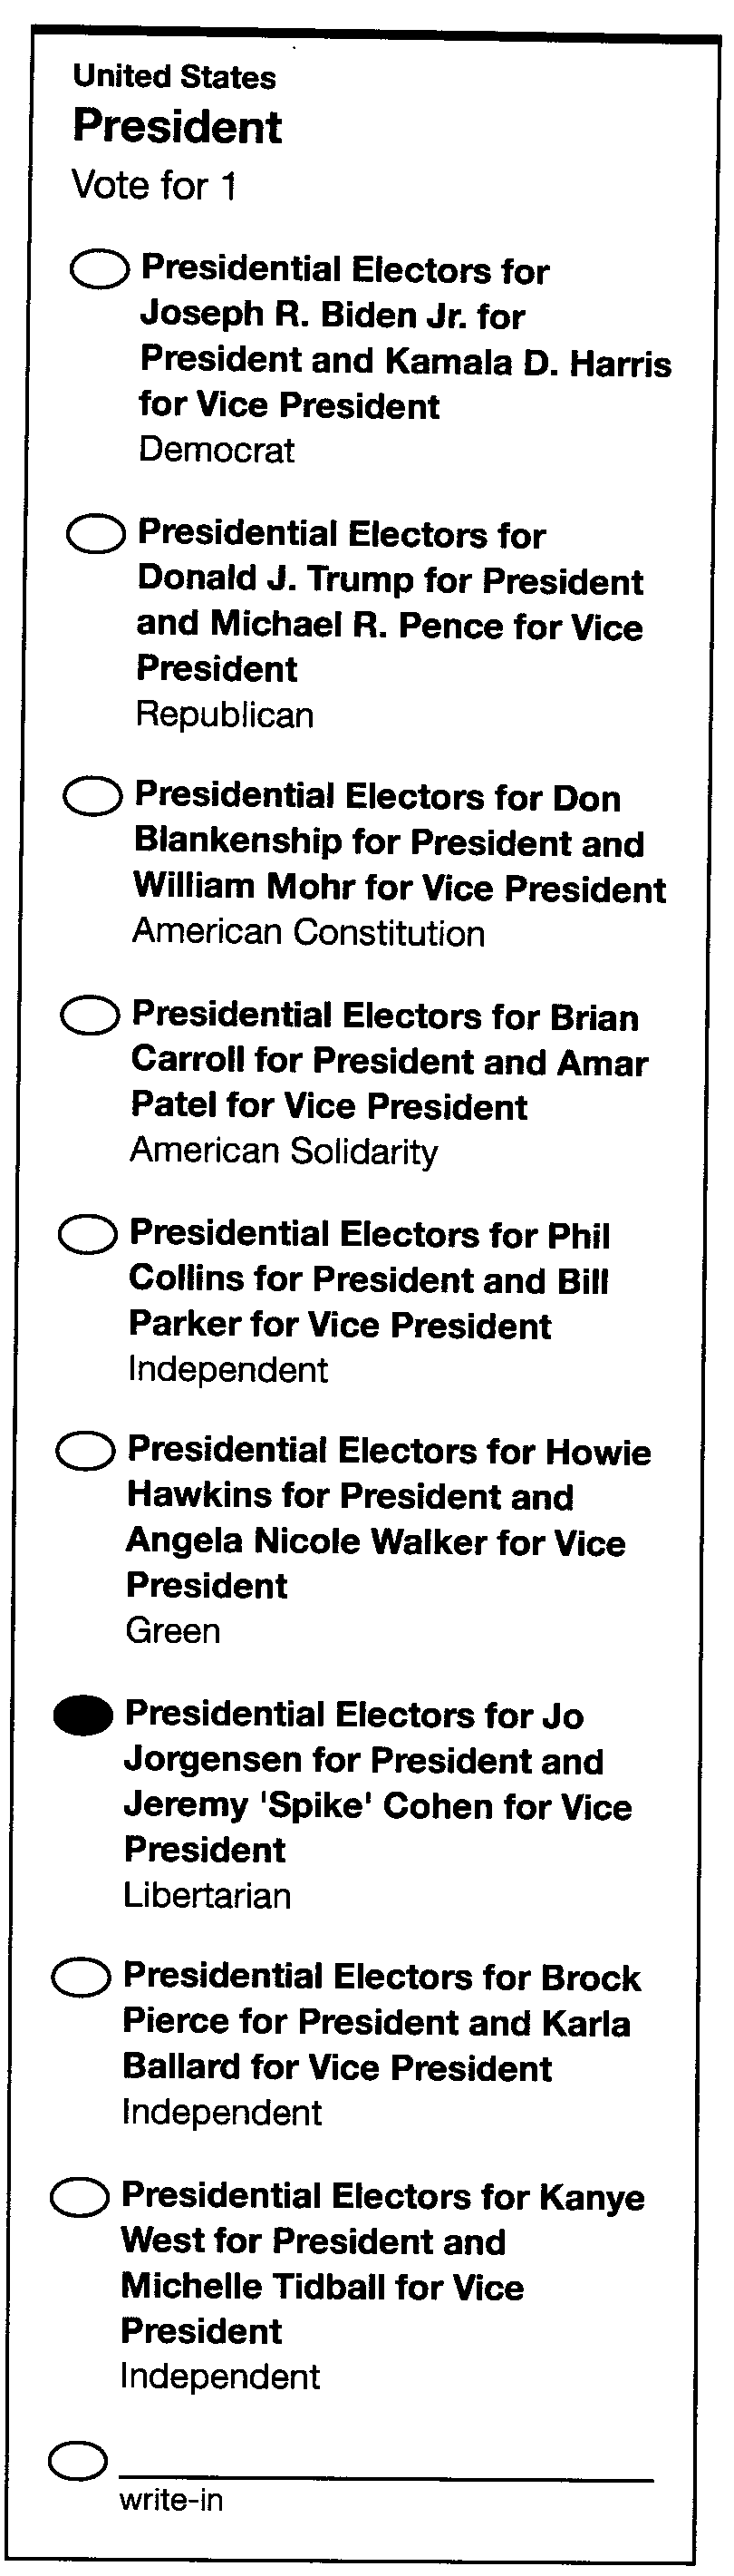 United States
President
Vote for 1
Presidential Electors for
Joseph R. Biden Jr. for
President and Kamala D. Harris
for Vice President
Democrat
Presidential Electors for
Donald J. Trump for President
and Michael R. Pence for Vice
President
Republican
Presidential Electors for Don
Blankenship for President and
William Mohr for Vice President
American Constitution
Presidential Electors for Brian
Carroll for President and Amar
Patel for Vice President
American Solidarity
Presidential Electors for Phil
Collins for President and Bill
Parker for Vice President
Independent
Presidential Electors for Howie
Hawkins for President and
Angela Nicole Walker for Vice
President
Green
Presidential Electors for Jo
Jorgensen for President and
Jeremy 'Spike' Cohen for Vice
President
Libertarian
Presidential Electors for Brock
Pierce for President and Karla
Ballard for Vice President
Independent
Presidential Electors for Kanye
West for President and
Michelle Tidball for Vice
President
Independent
write-in